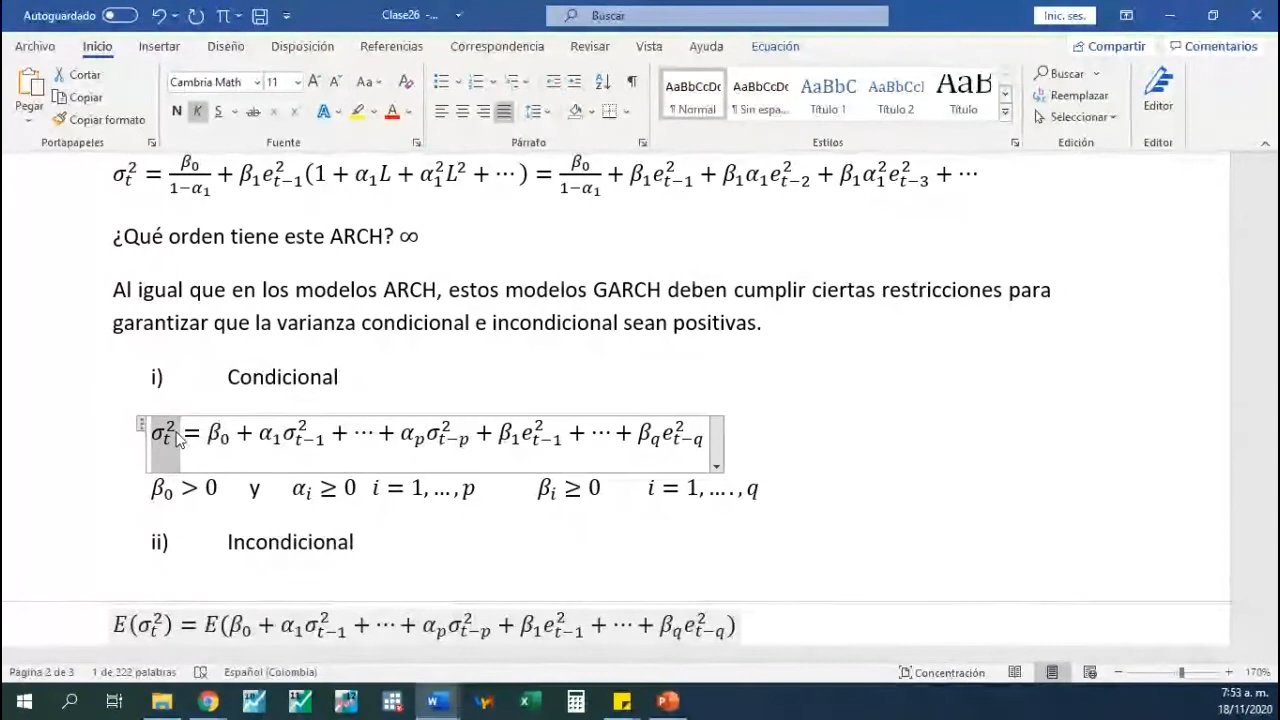 Autoguardado
Clase26 -...
Buscar
Inic. ses.
Archivo Inicio Insertar Diseño Disposición Referencias Correspondencia Revisar Vista Ayuda Ecuación Compartir Comentarios
Pegar
Cortar
Copiar
Copiar formato
Cambria Math 11
N K S
AaBbCcDc AaBbCcDc AaBbC AaBbCcI AaB
¶ Normal ¶ Sin espa... Título 1 Título 2 Título
Buscar
Reemplazar
Seleccionar
Editor
Portapapeles Fuente Párrafo Estilos Edición Editor
σ_t^2 = β_0/(1−α_1) + β_1e_{t−1}^2(1 + α_1L + α_1^2L^2 + ⋯) = β_0/(1−α_1) + β_1e_{t−1}^2 + β_1α_1e_{t−2}^2 + β_1α_1^2e_{t−3}^2 + ⋯
¿Qué orden tiene este ARCH? ∞
Al igual que en los modelos ARCH, estos modelos GARCH deben cumplir ciertas restricciones para
garantizar que la varianza condicional e incondicional sean positivas.
i) Condicional
σ_t^2 = β_0 + α_1σ_{t−1}^2 + ⋯ + α_pσ_{t−p}^2 + β_1e_{t−1}^2 + ⋯ + β_qe_{t−q}^2
β_0 > 0 y α_i ≥ 0 i = 1, … , p β_i ≥ 0 i = 1, … . , q
ii) Incondicional
E(σ_t^2) = E(β_0 + α_1σ_{t−1}^2 + ⋯ + α_pσ_{t−p}^2 + β_1e_{t−1}^2 + ⋯ + β_qe_{t−q}^2)
Página 2 de 3 1 de 222 palabras Español (Colombia) Concentración 170%
7:53 a. m.
18/11/2020